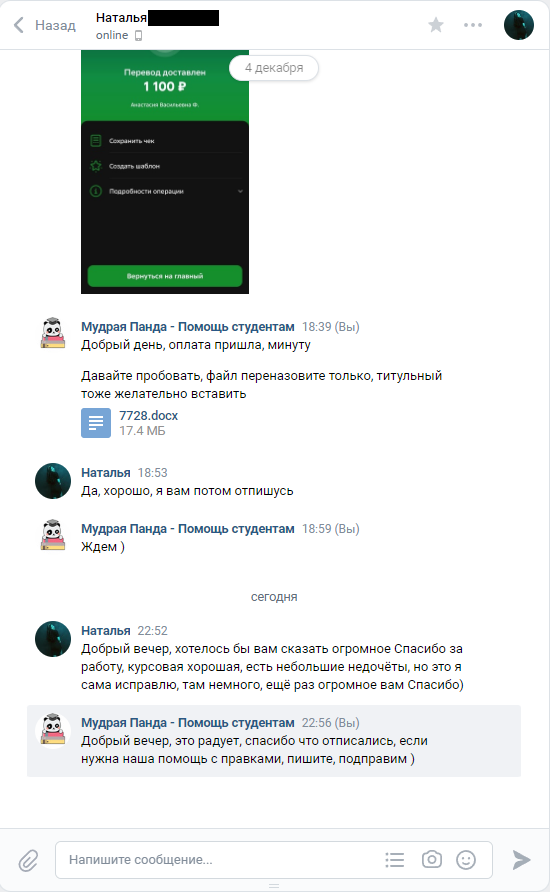 Назад
Наталья
online
4 декабря
Перевод доставлен
1 100 ₽
Анастасия Васильевна Ф.
Сохранить чек
Создать шаблон
Подробности операции
Вернуться на главный
Мудрая Панда - Помощь студентам 18:39 (Вы)
Добрый день, оплата пришла, минуту
Давайте пробовать, файл переназовите только, титульный
тоже желательно вставить
7728.docx
17.4 МБ
Наталья 18:53
Да, хорошо, я вам потом отпишусь
Мудрая Панда - Помощь студентам 18:59 (Вы)
Ждем )
сегодня
Наталья 22:52
Добрый вечер, хотелось бы вам сказать огромное Спасибо за
работу, курсовая хорошая, есть небольшие недочёты, но это я
сама исправлю, там немного, ещё раз огромное вам Спасибо)
Мудрая Панда - Помощь студентам 22:56 (Вы)
Добрый вечер, это радует, спасибо что отписались, если
нужна наша помощь с правками, пишите, подправим )
Напишите сообщение...